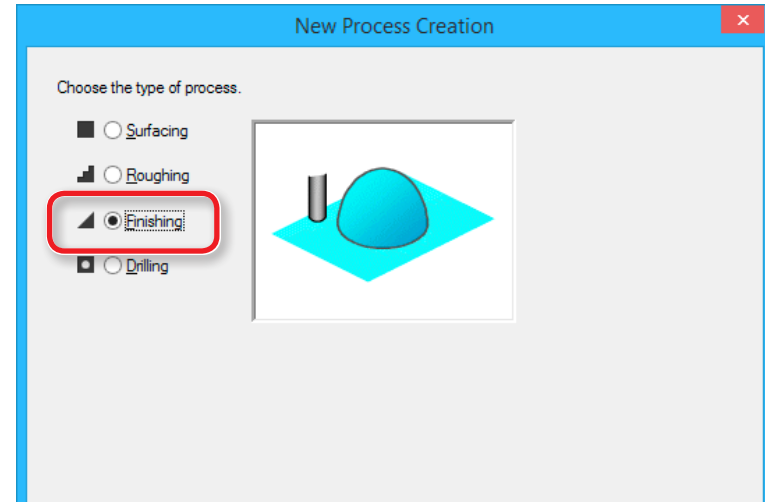 New Process Creation
Choose the type of process.
Surfacing
Roughing
Finishing
Drilling